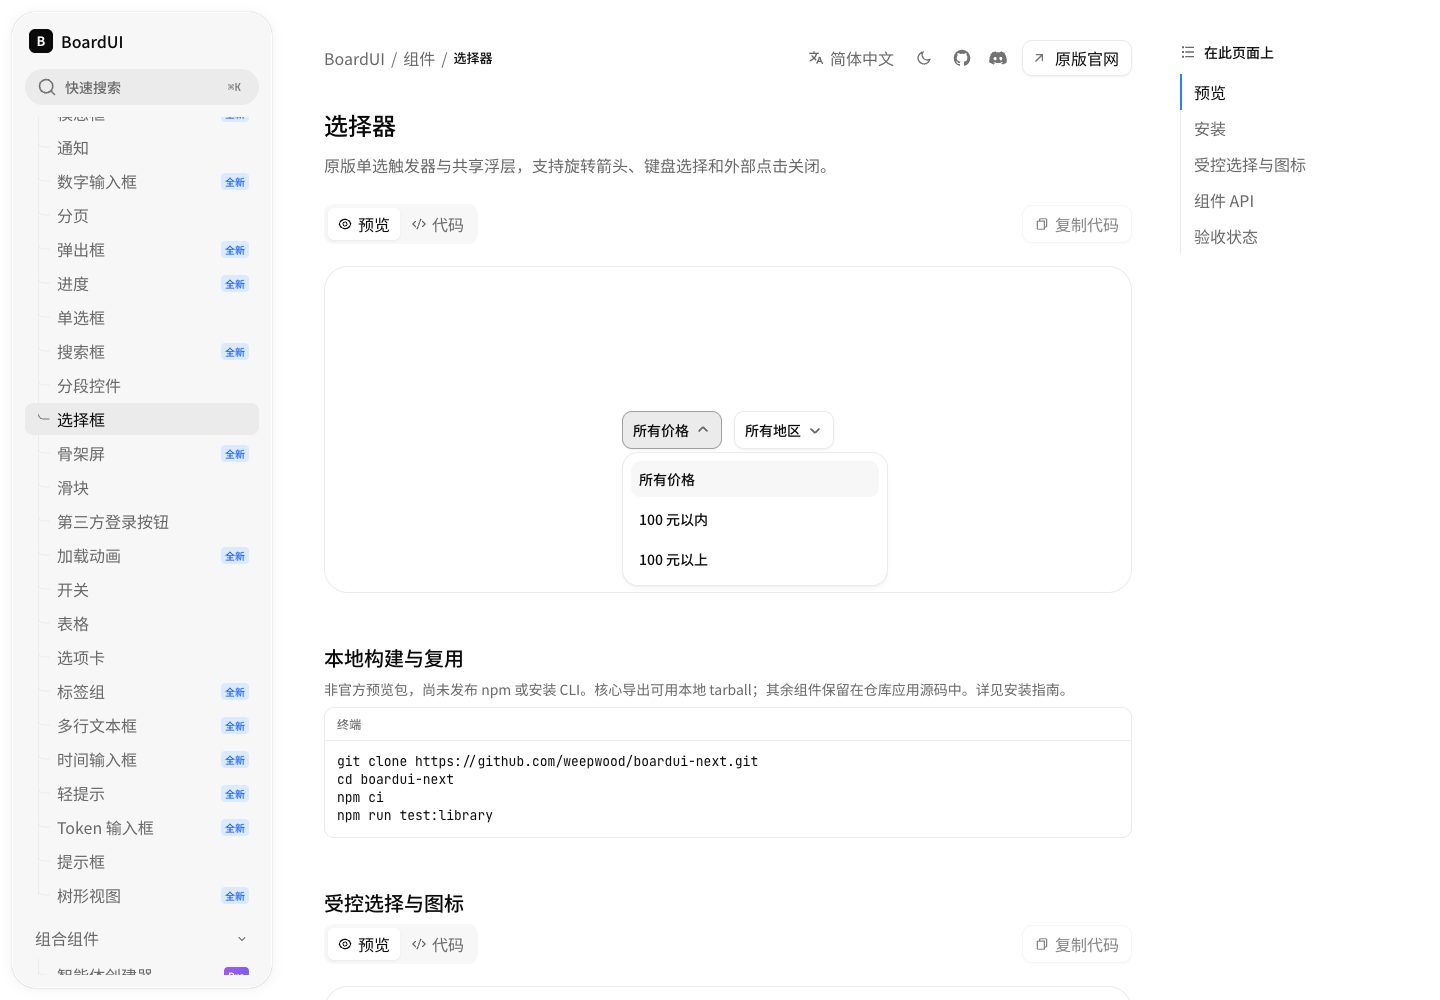 BoardUI
快速搜索 ⌘K
通知
数字输入框 全新
分页
弹出框 全新
进度 全新
单选框
搜索框 全新
分段控件
选择框
骨架屏 全新
滑块
第三方登录按钮
加载动画 全新
开关
表格
选项卡
标签组 全新
多行文本框 全新
时间输入框 全新
轻提示 全新
Token 输入框 全新
提示框
树形视图 全新
组合组件
BoardUI / 组件 / 选择器
简体中文
原版官网
选择器
原版单选触发器与共享浮层，支持旋转箭头、键盘选择和外部点击关闭。
预览 代码 复制代码
所有价格 所有地区
所有价格
100 元以内
100 元以上
本地构建与复用
非官方预览包，尚未发布 npm 或安装 CLI。核心导出可用本地 tarball；其余组件保留在仓库应用源码中。详见安装指南。
终端
git clone https://github.com/weepwood/boardui-next.git
cd boardui-next
npm ci
npm run test:library
受控选择与图标
预览 代码 复制代码
在此页面上
预览
安装
受控选择与图标
组件 API
验收状态